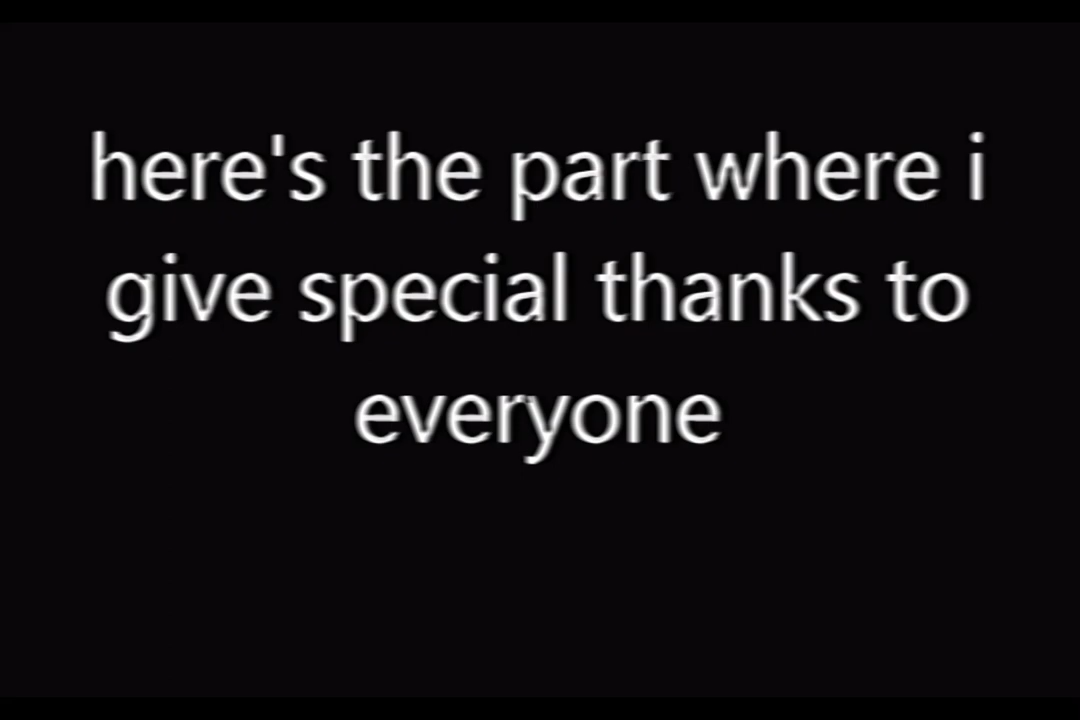 here's the part where i
give special thanks to
everyone